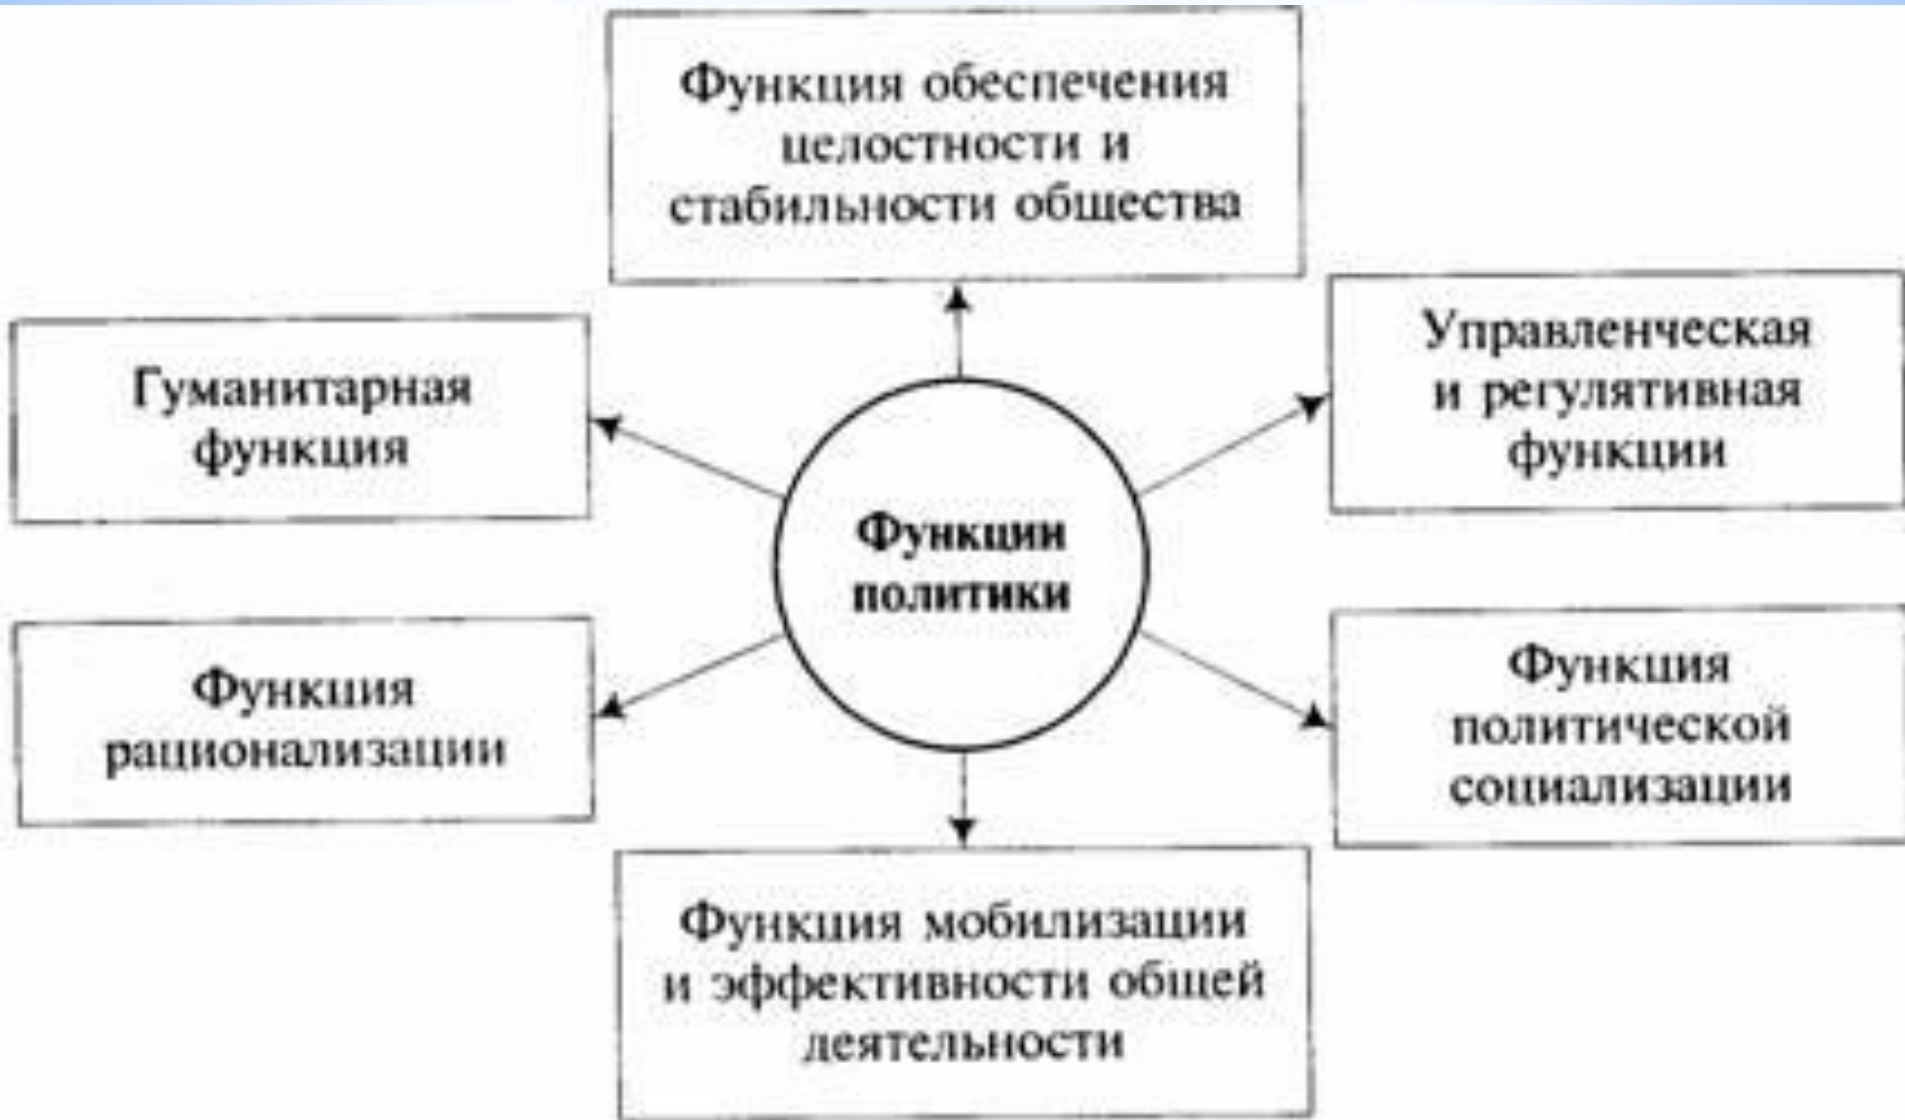 Функция обеспечения
целостности и
стабильности общества
Гуманитарная
функция
Управленческая
и регулятивная
функции
Функции
политики
Функция
рационализации
Функция
политической
социализации
Функция мобилизации
и эффективности общей
деятельности